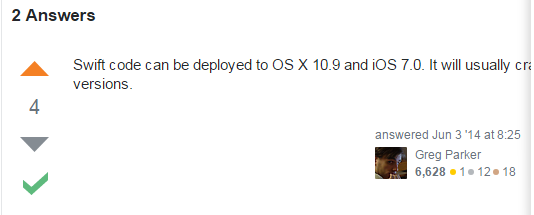 2 Answers
Swift code can be deployed to OS X 10.9 and iOS 7.0. It will usually
versions.
4
answered Jun 3 '14 at 8:25
Greg Parker
6,628 1 12 18